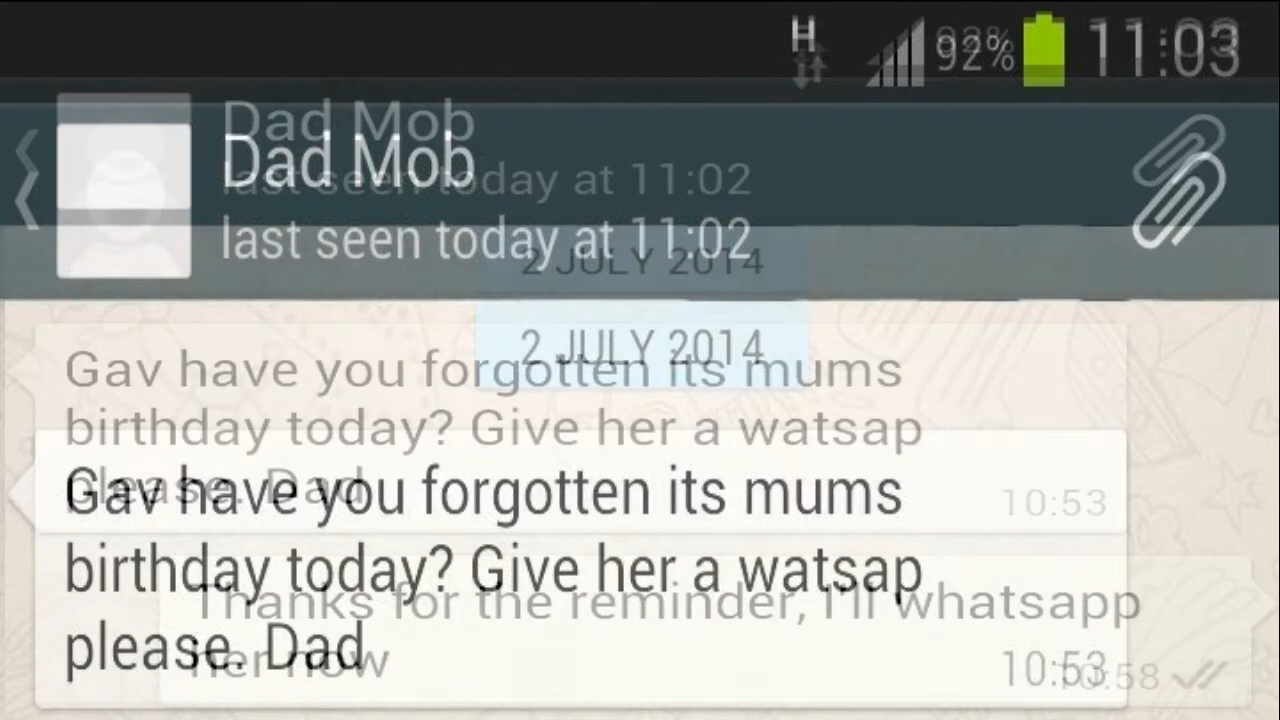 H 92% 11:03
Dad Mob
last seen today at 11:02
2 JULY 2014
Gav have you forgotten its mums
birthday today? Give her a watsap
please. Dad 10:53
Thanks for the reminder, I'll whatsapp
her now 10:58